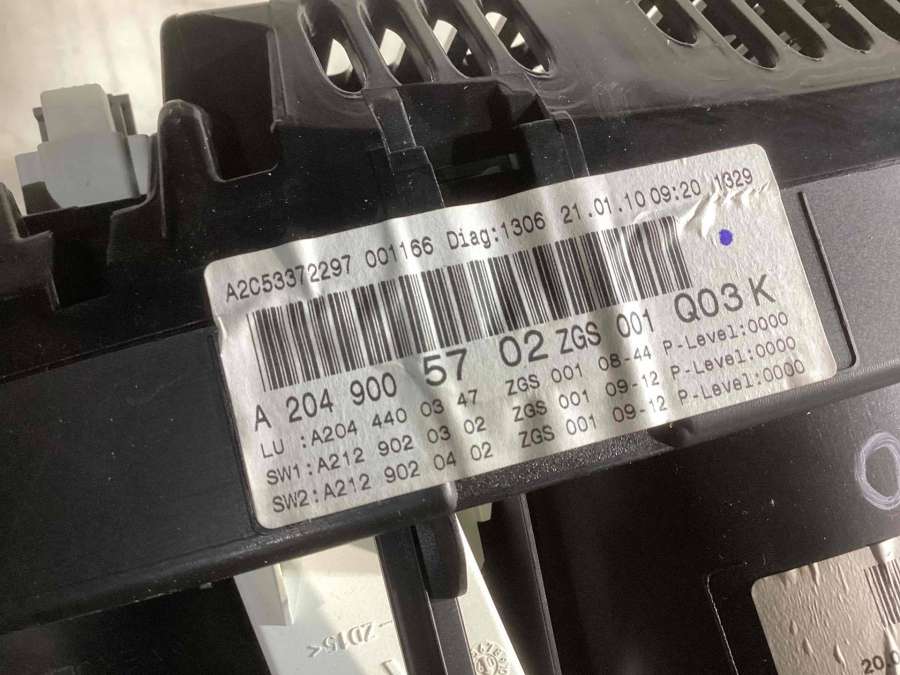 A2C53372297 001166 Diag:1306 21.01.10 09:20 1329
A 204 900 57 02 ZGS 001 Q03 K
LU :A204 440 03 47 ZGS 001 08-44 P-Level:0000
SW1:A212 902 03 02 ZGS 001 09-12 P-Level:0000
SW2:A212 902 04 02 ZGS 001 09-12 P-Level:0000
20.0